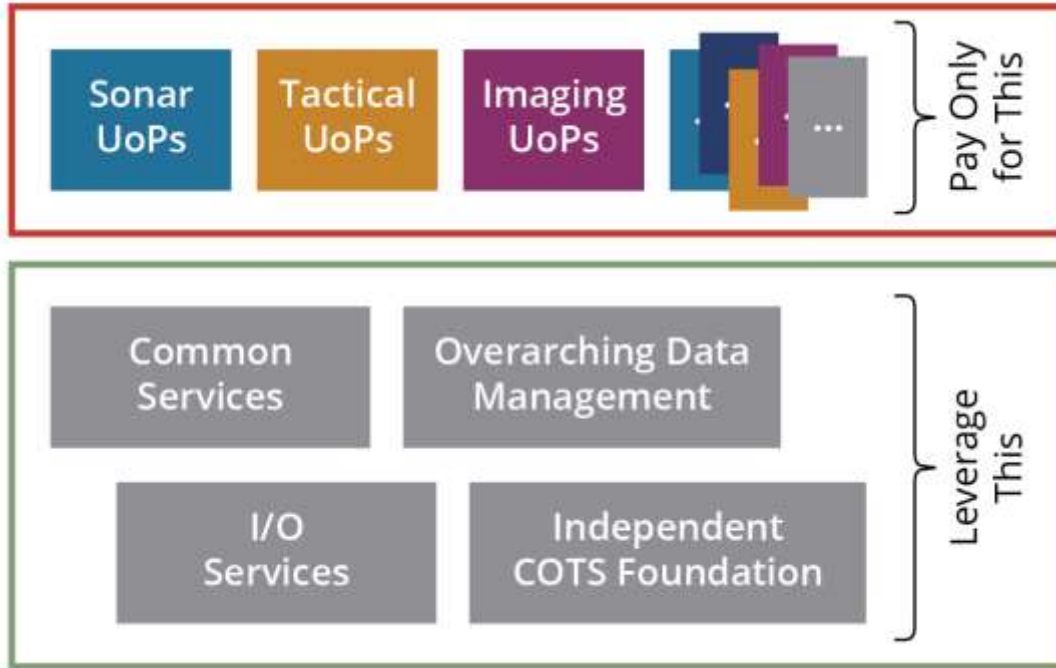 Sonar
UoPs
Tactical
UoPs
Imaging
UoPs
...
Pay Only
for This
Common
Services
Overarching Data
Management
I/O
Services
Independent
COTS Foundation
Leverage
This